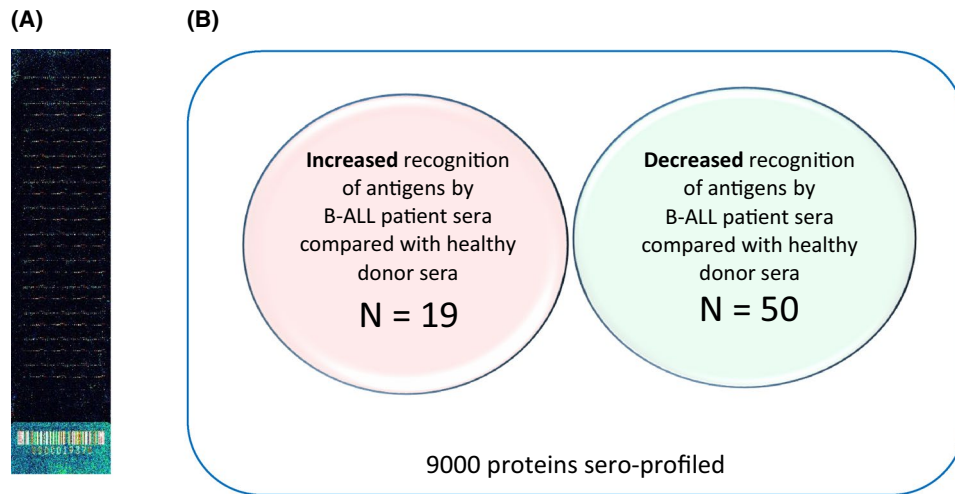 (A)
(B)
Increased recognition
of antigens by
B-ALL patient sera
compared with healthy
donor sera
N = 19
Decreased recognition
of antigens by
B-ALL patient sera
compared with healthy
donor sera
N = 50
9000 proteins sero-profiled